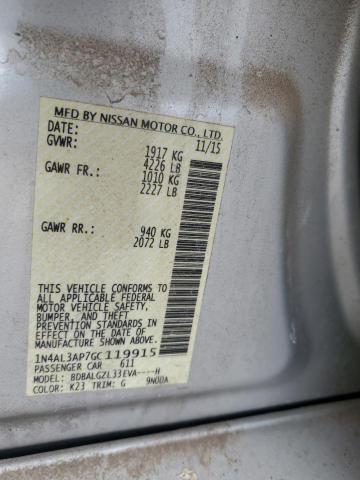 MFD BY NISSAN MOTOR CO., LTD.
DATE: 11/15
GVWR: 1917 KG
4226 LB
GAWR FR.: 1010 KG
2227 LB
GAWR RR.: 940 KG
2072 LB
THIS VEHICLE CONFORMS TO ALL
APPLICABLE FEDERAL MOTOR VEHICLE SAFETY,
BUMPER, AND THEFT
PREVENTION STANDARDS IN
EFFECT ON THE DATE OF
MANUFACTURE SHOWN ABOVE.
1N4AL3AP7GC119915
PASSENGER CAR 611
MODEL: BDBALGZL33EVA----H
COLOR: K23 TRIM: G 9N00A